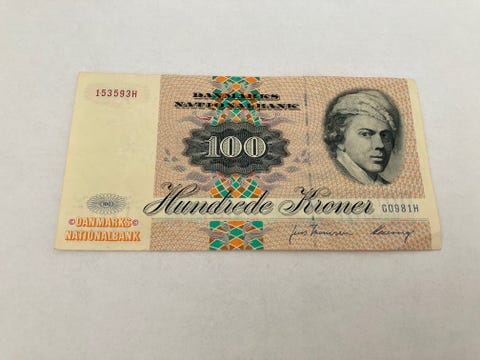 153593H
DANMARKS
NATIONALBANK
100
Hundrede Kroner
G0981H
©DANMARKS©
NATIONALBANK